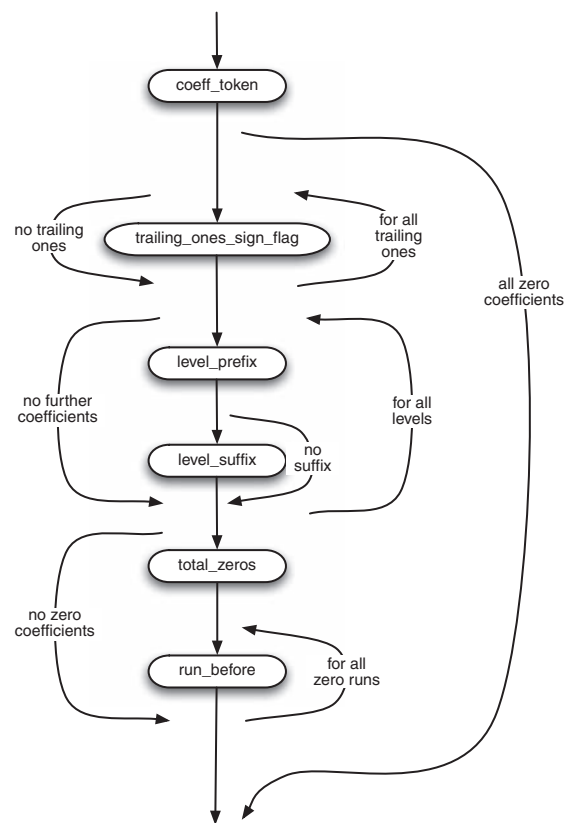 coeff_token
no trailing
ones
trailing_ones_sign_flag
for all
trailing
ones
all zero
coefficients
level_prefix
no further
coefficients
for all
levels
no
suffix
level_suffix
total_zeros
no zero
coefficients
run_before
for all
zero runs